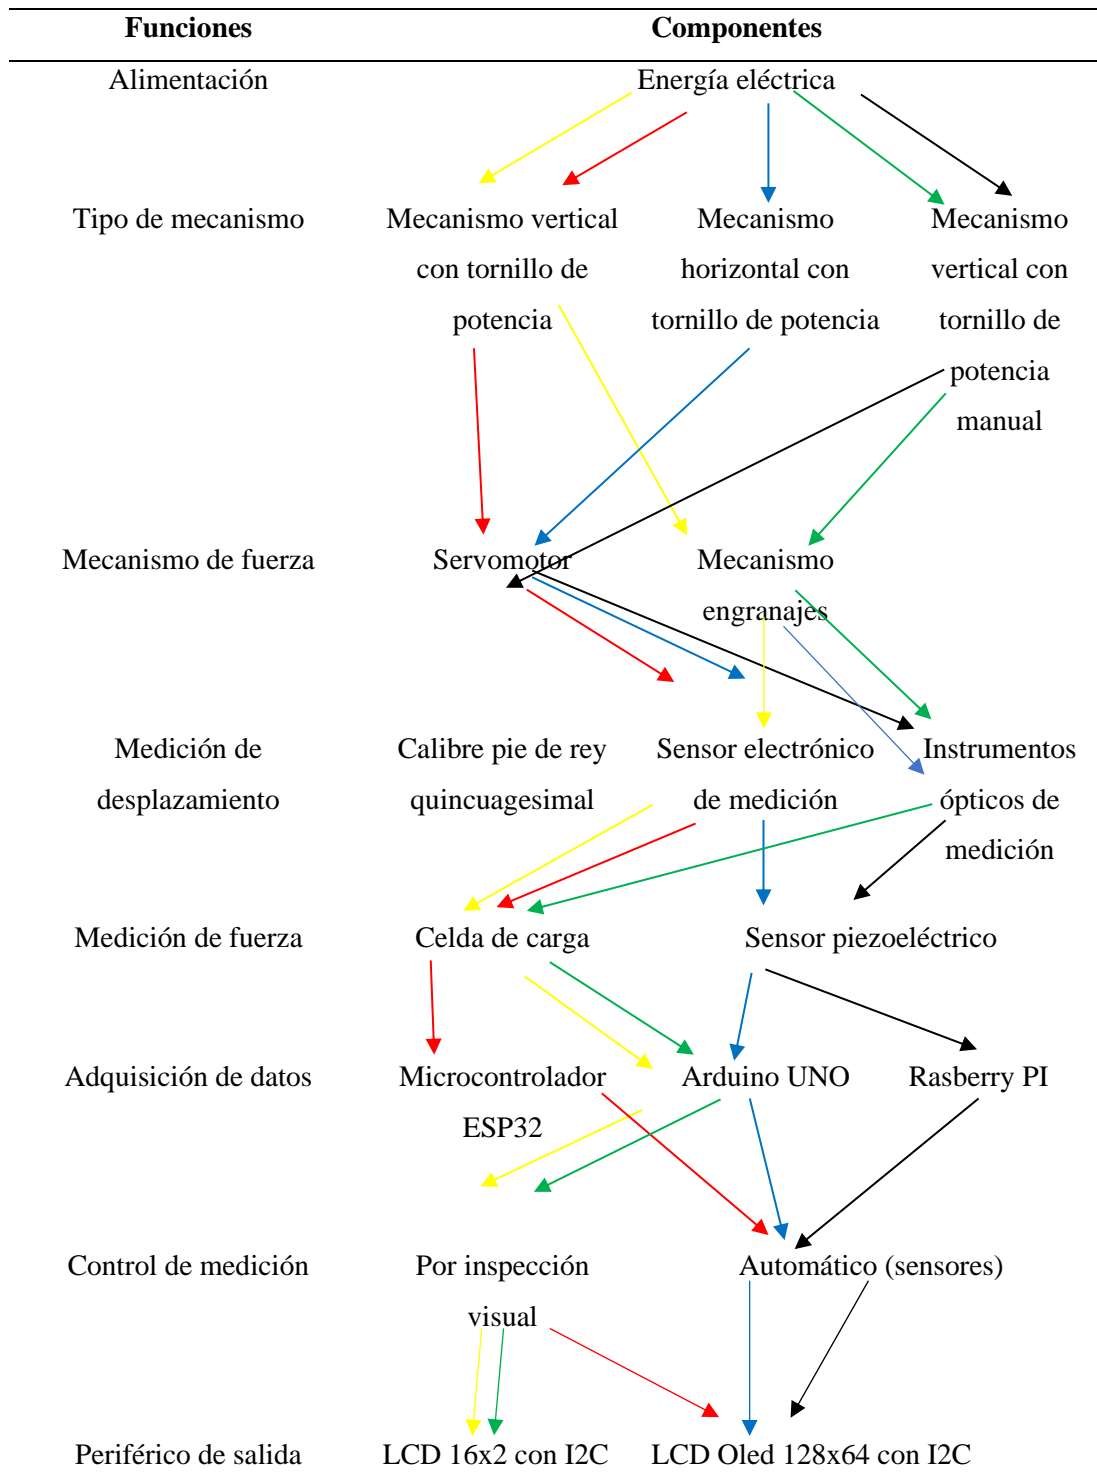 Funciones Componentes
Alimentación Energía eléctrica
Tipo de mecanismo Mecanismo vertical Mecanismo Mecanismo
con tornillo de horizontal con vertical con
potencia tornillo de potencia tornillo de
potencia
manual
Mecanismo de fuerza Servomotor Mecanismo
engranajes
Medición de Calibre pie de rey Sensor electrónico Instrumentos
desplazamiento quincuagesimal de medición ópticos de
medición
Medición de fuerza Celda de carga Sensor piezoeléctrico
Adquisición de datos Microcontrolador Arduino UNO Rasberry PI
ESP32
Control de medición Por inspección Automático (sensores)
visual
Periférico de salida LCD 16x2 con I2C LCD Oled 128x64 con I2C